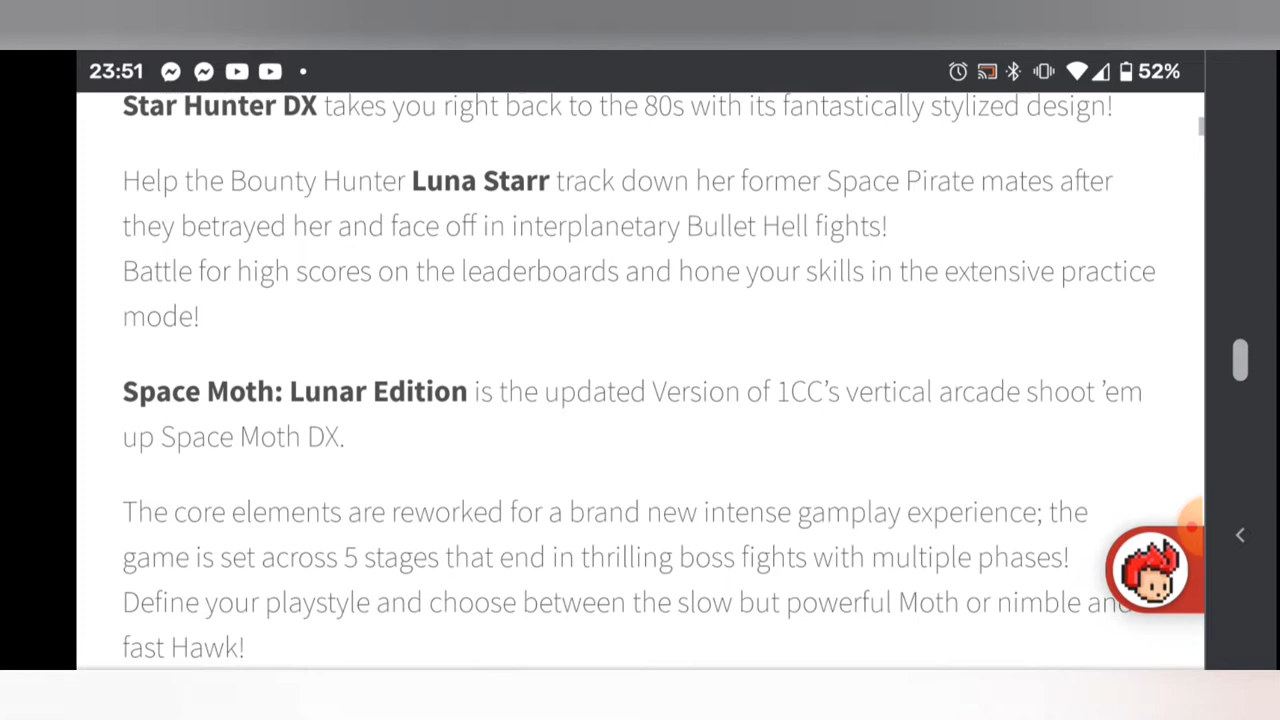 23:51
52%
Star Hunter DX takes you right back to the 80s with its fantastically stylized design!
Help the Bounty Hunter Luna Starr track down her former Space Pirate mates after
they betrayed her and face off in interplanetary Bullet Hell fights!
Battle for high scores on the leaderboards and hone your skills in the extensive practice
mode!
Space Moth: Lunar Edition is the updated Version of 1CC’s vertical arcade shoot ’em
up Space Moth DX.
The core elements are reworked for a brand new intense gamplay experience; the
game is set across 5 stages that end in thrilling boss fights with multiple phases!
Define your playstyle and choose between the slow but powerful Moth or nimble and
fast Hawk!